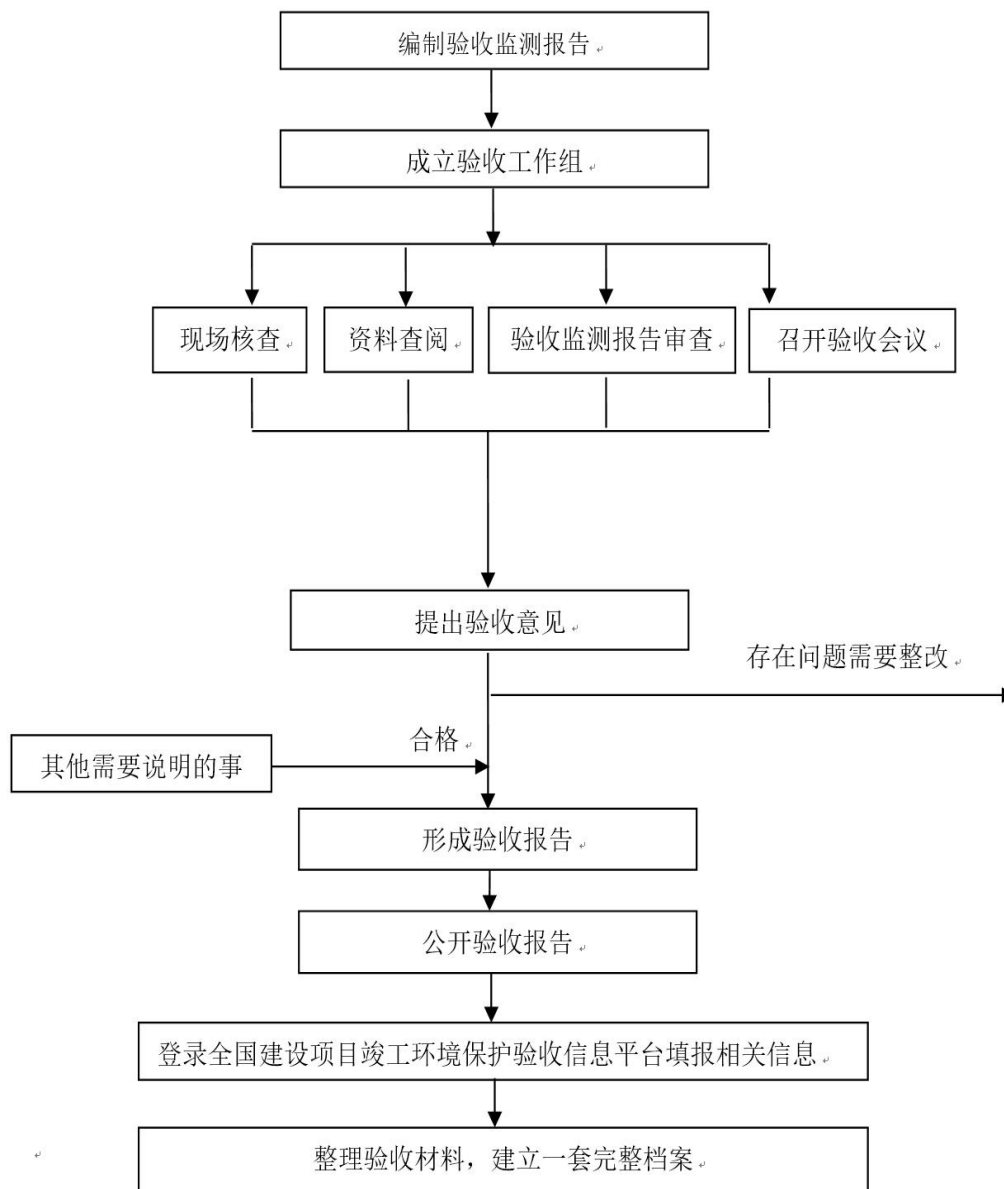 编制验收监测报告
成立验收工作组
现场核查
资料查阅
验收监测报告审查
召开验收会议
提出验收意见
存在问题需要整改
合格
其他需要说明的事
形成验收报告
公开验收报告
登录全国建设项目竣工环境保护验收信息平台填报相关信息
整理验收材料，建立一套完整档案